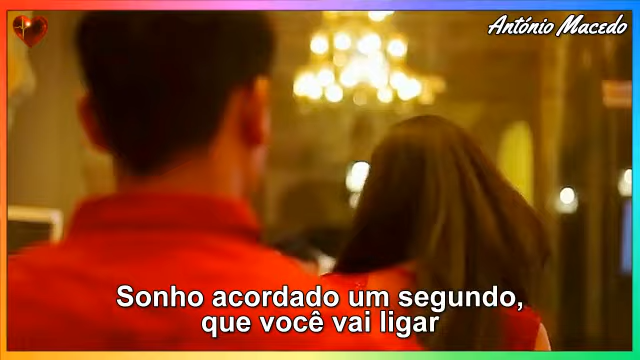 António Macedo
Sonho acordado um segundo,
que você vai ligar